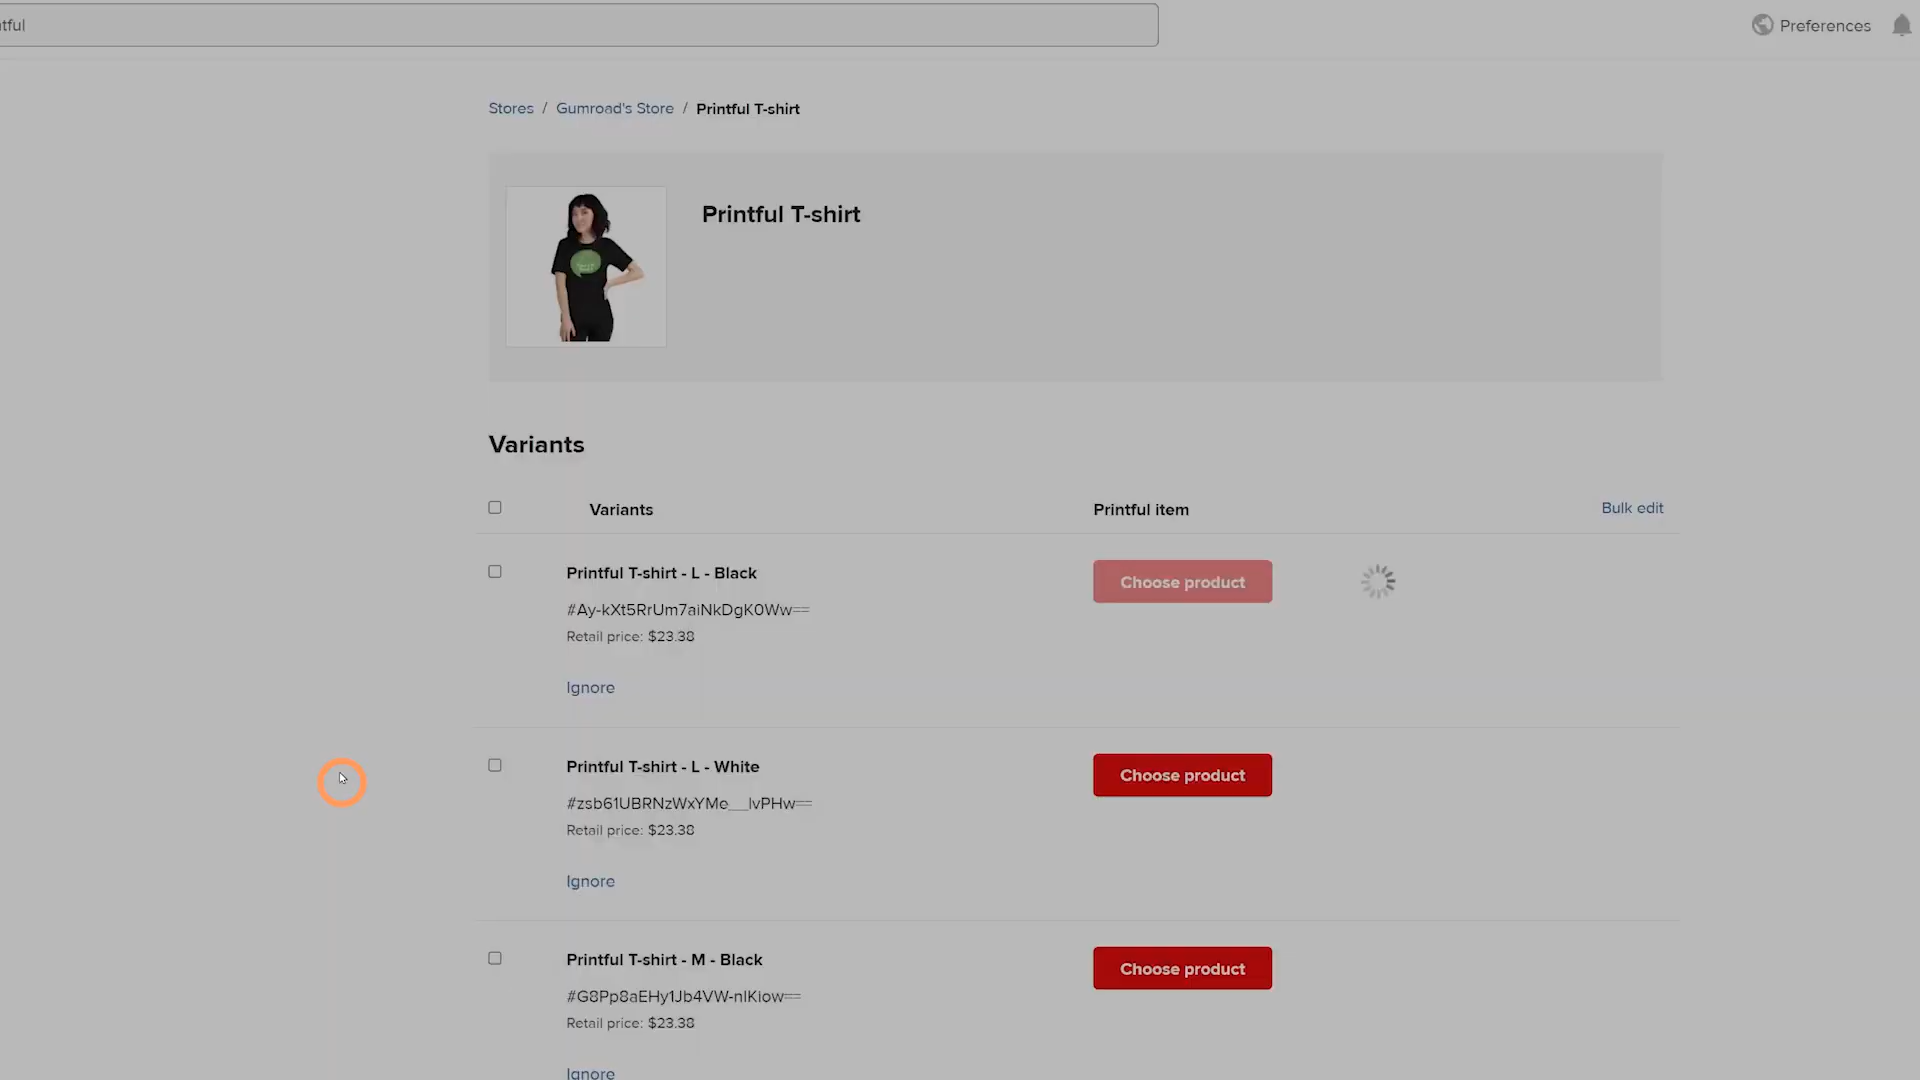 tful
Preferences
Stores / Gumroad's Store / Printful T-shirt
Printful T-shirt
Variants
Variants Printful item Bulk edit
Printful T-shirt - L - Black Choose product
#Ay-kXt5RrUm7aiNkDgK0Ww==
Retail price: $23.38
Ignore
Printful T-shirt - L - White Choose product
#zsb61UBRNzWxYMe__IvPHw==
Retail price: $23.38
Ignore
Printful T-shirt - M - Black Choose product
#G8Pp8aEHy1Jb4VW-nIKiow==
Retail price: $23.38
Ignore